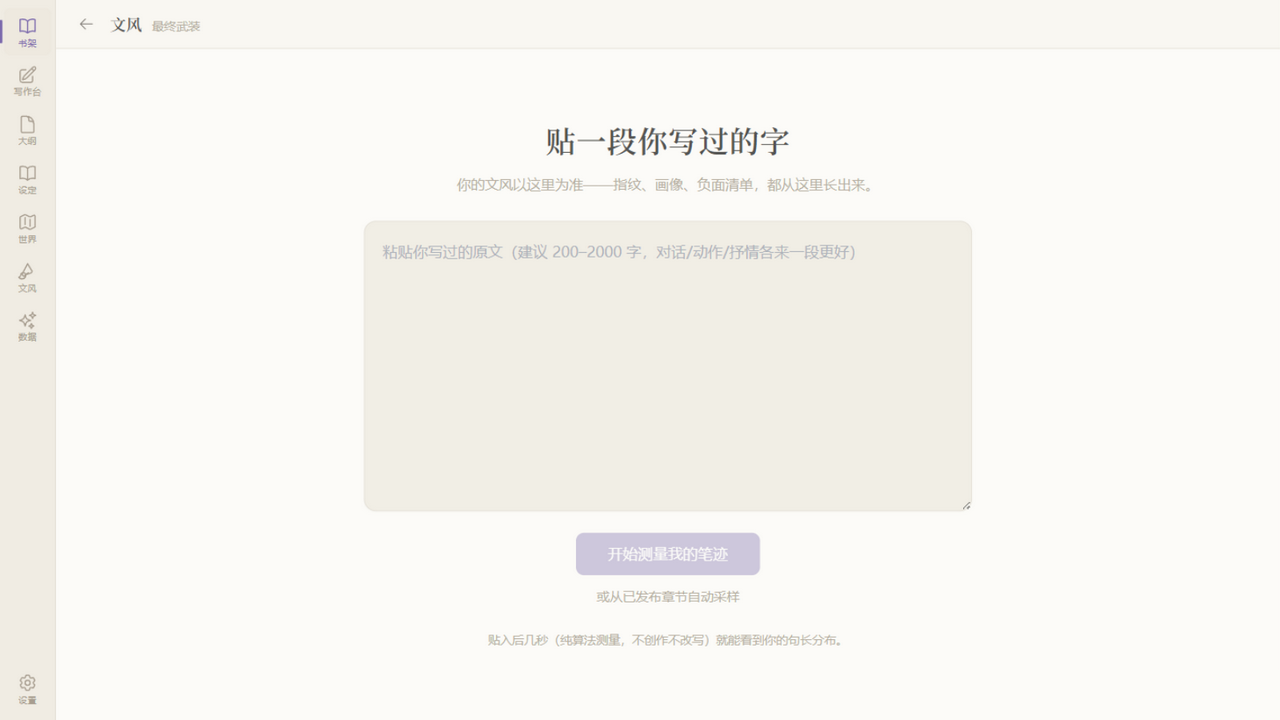 书架
写作台
大纲
设定
世界
文风
数据
设置
文风 最终武装
贴一段你写过的字
你的文风以这里为准——指纹、画像、负面清单，都从这里长出来。
粘贴你写过的原文（建议 200–2000 字，对话/动作/抒情各来一段更好）
开始测量我的笔迹
或从已发布章节自动采样
贴入后几秒（纯算法测量，不创作不改写）就能看到你的句长分布。